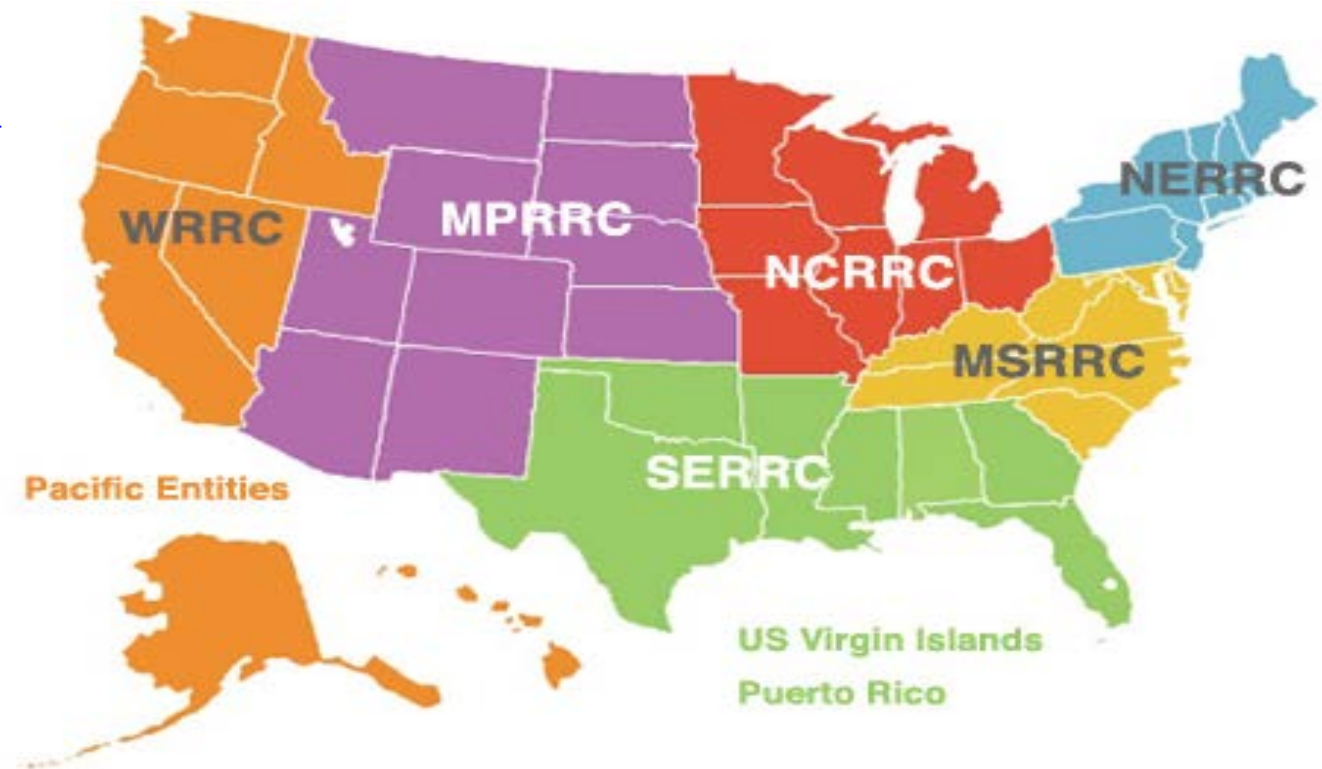 NERRC
WRRC
MPRRC
NCRRC
MSRRC
SERRC
Pacific Entities
US Virgin Islands
Puerto Rico